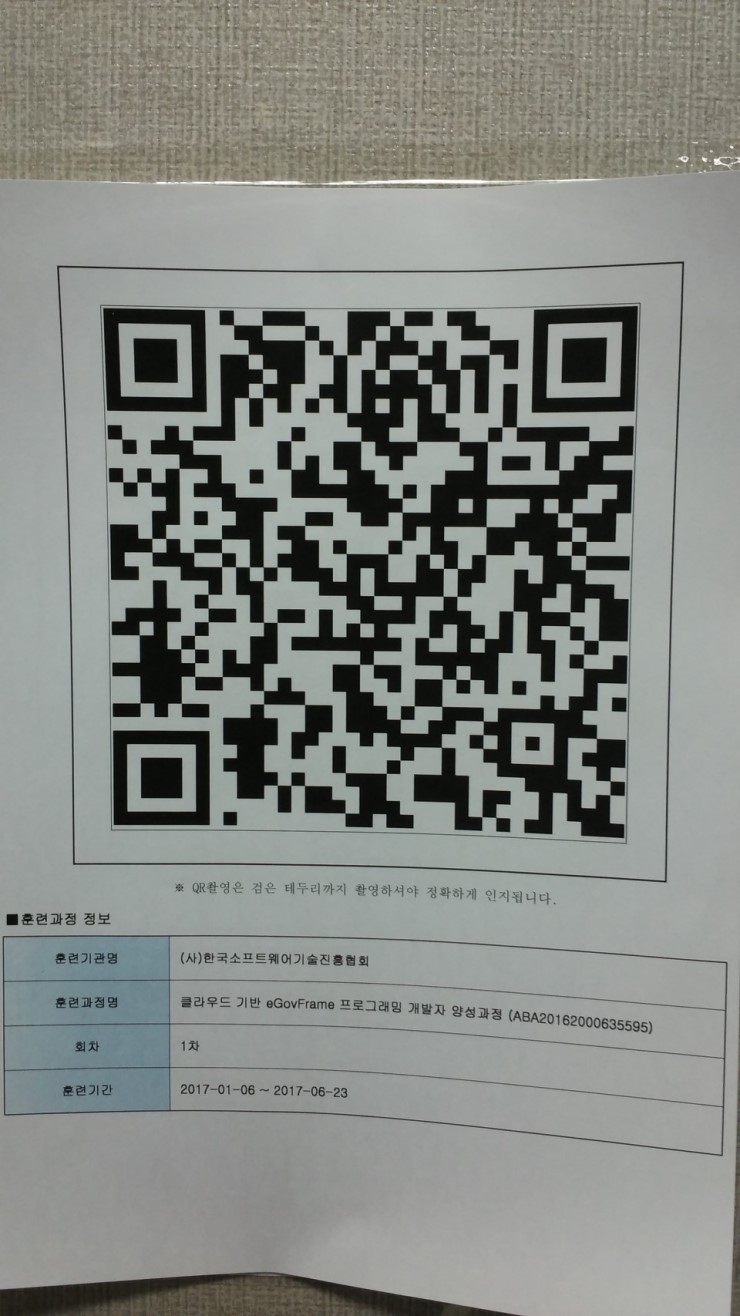 ※ QR촬영은 검은 테두리까지 촬영하셔야 정확하게 인지됩니다.
■훈련과정 정보
훈련기관명 (사)한국소프트웨어기술진흥협회
훈련과정명 클라우드 기반 eGovFrame 프로그래밍 개발자 양성과정 (ABA20162000635595)
회차 1차
훈련기간 2017-01-06 ~ 2017-06-23